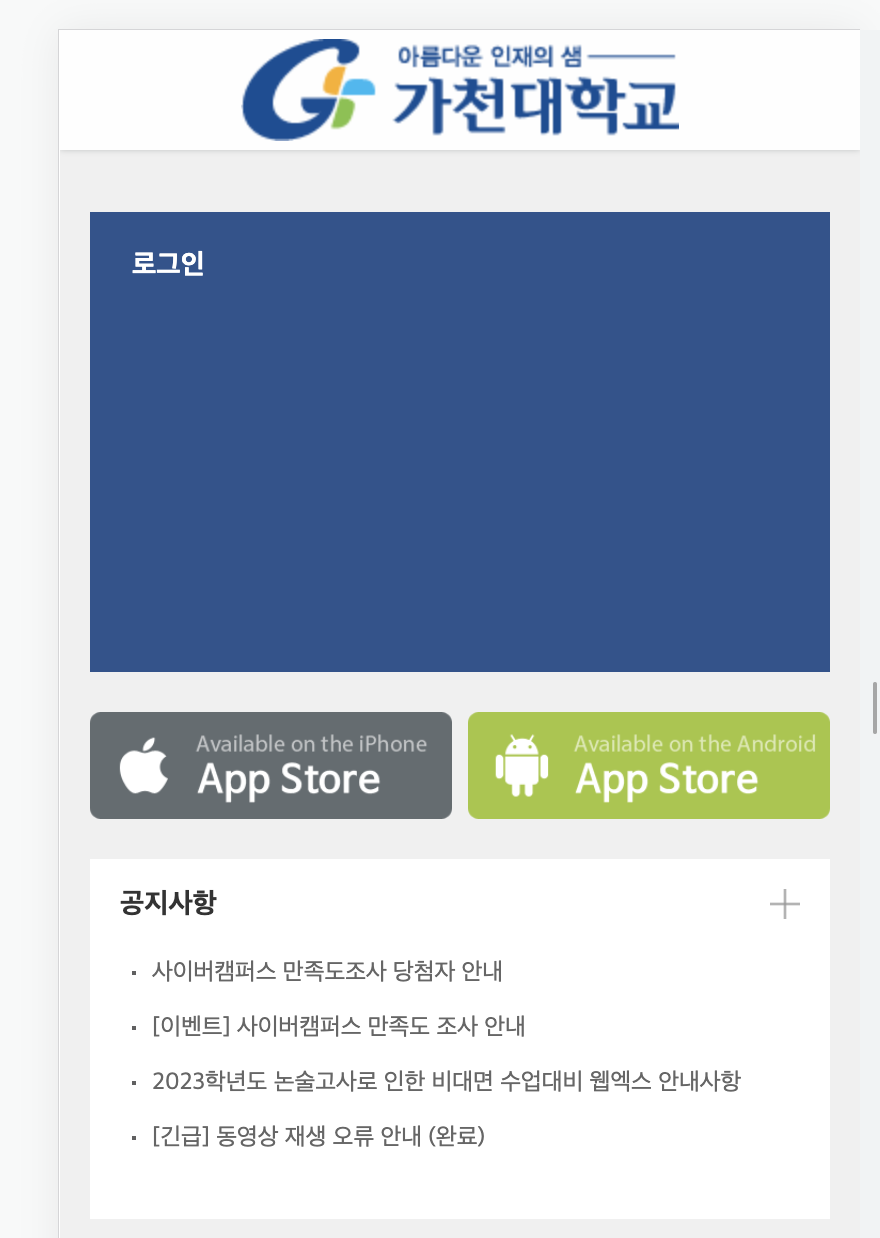 아름다운 인재의 샘
가천대학교
로그인
Available on the iPhone
App Store
Available on the Android
App Store
공지사항
사이버캠퍼스 만족도조사 당첨자 안내
[이벤트] 사이버캠퍼스 만족도 조사 안내
2023학년도 논술고사로 인한 비대면 수업대비 웹엑스 안내사항
[긴급] 동영상 재생 오류 안내 (완료)